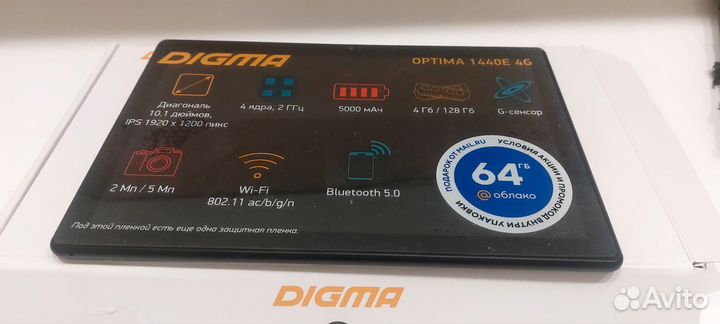 DIGMA
OPTIMA 1440E 4G
Диагональ
10.1 дюймов,
IPS 1920 x 1200 пикс
4 ядра, 2 ГГц
5000 мАч
4 Гб / 128 Гб
G-сенсор
2 Мп / 5 Мп
Wi-Fi
802.11 ac/b/g/n
Bluetooth 5.0
ПОДАРОК ОТ MAIL.RU
УСЛОВИЯ АКЦИИ И ПРОМОКОД ВНУТРИ УПАКОВКИ
64 ГБ
@ облако
Под этой пленкой есть еще одна защитная пленка.
DIGMA
Avito